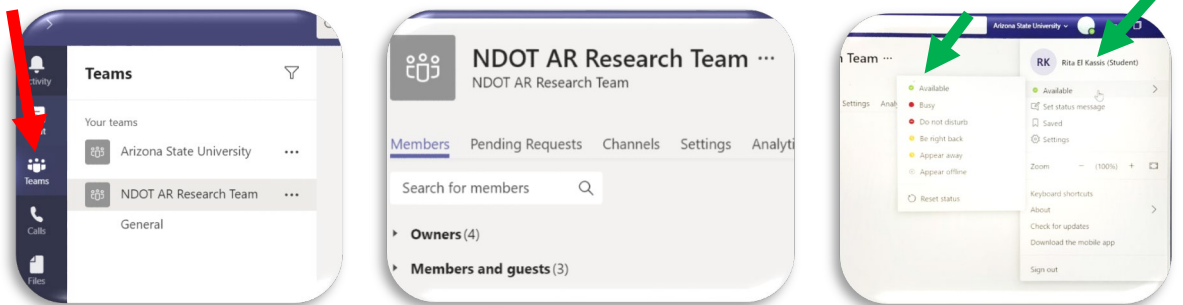 Activity
Teams
Calls
Files
Teams
Your teams
Arizona State University
NDOT AR Research Team
General
NDOT AR Research Team
NDOT AR Research Team
Members Pending Requests Channels Settings Analyti
Search for members
Owners (4)
Members and guests (3)
Arizona State University
Team
Settings
Available
Busy
Do not disturb
Be right back
Appear away
Appear offline
Reset status
RK Rita El Kassis (Student)
Available
Set status message
Saved
Settings
Zoom - (100%) +
Keyboard shortcuts
About
Check for updates
Download the mobile app
Sign out